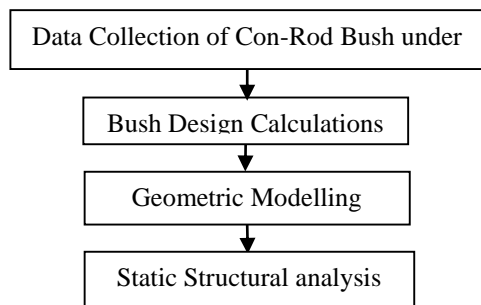 Data Collection of Con-Rod Bush under
Bush Design Calculations
Geometric Modelling
Static Structural analysis